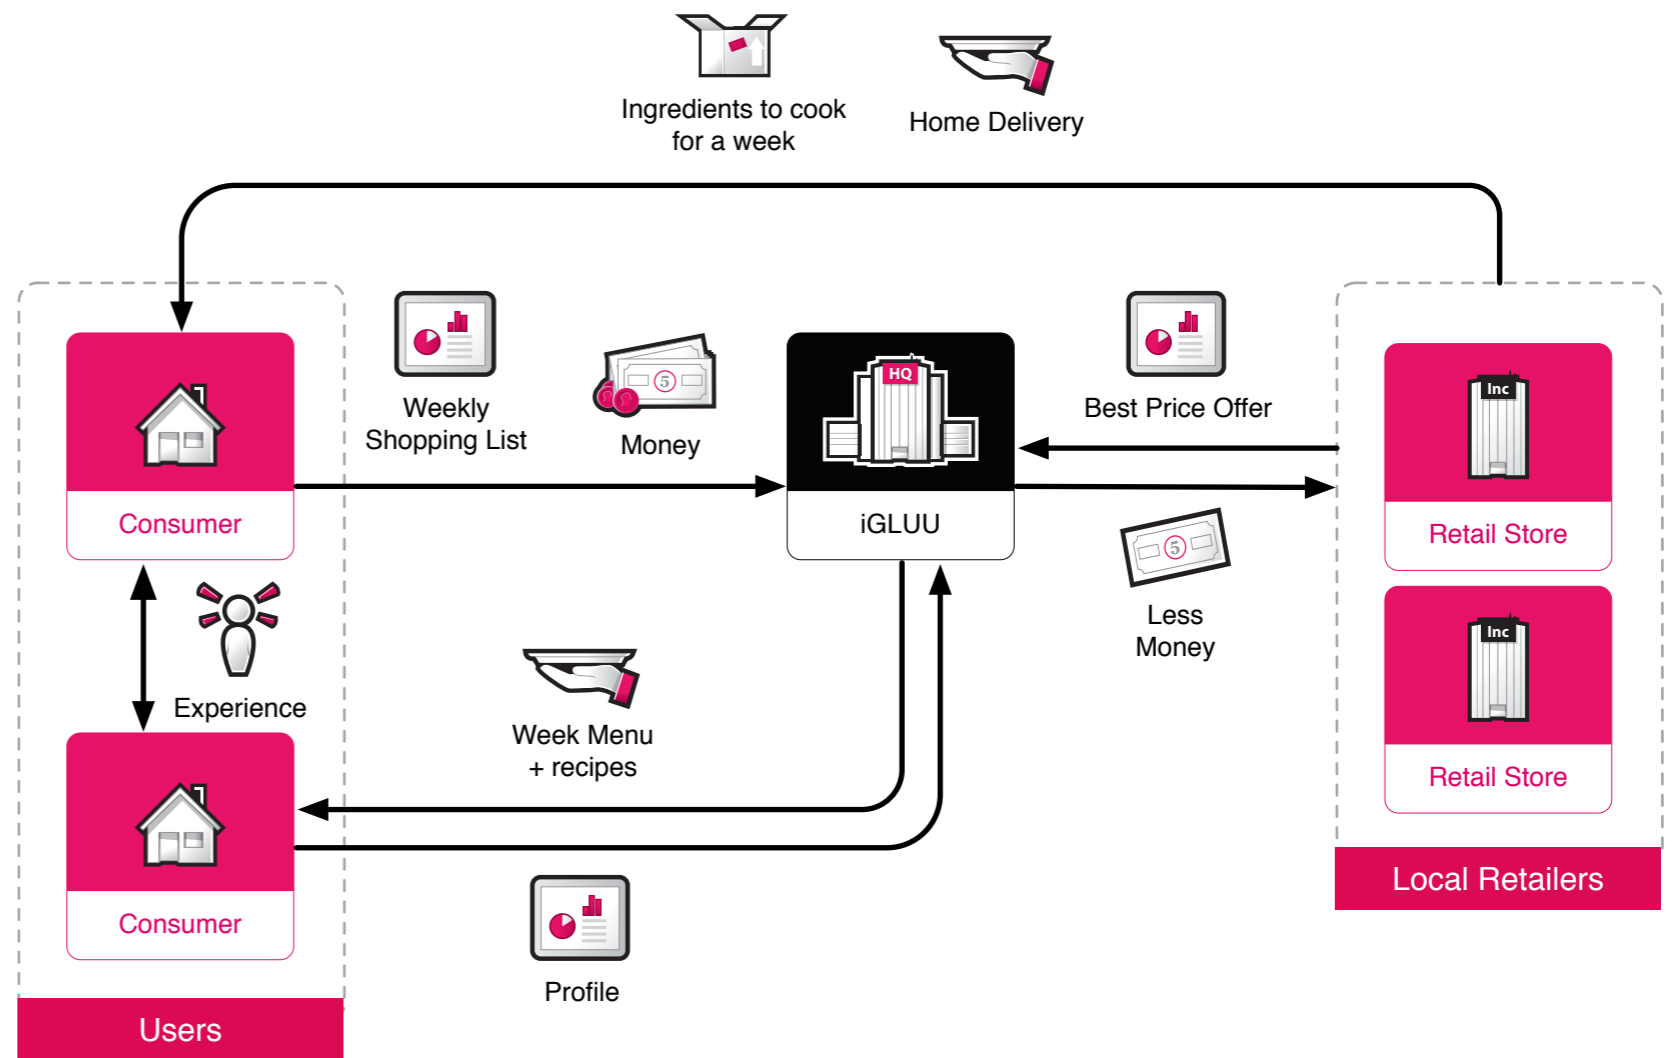 Ingredients to cook
for a week
Home Delivery
Weekly
Shopping List
5
Money
HQ
iGLUU
Best Price Offer
Inc
Retail Store
Consumer
5
Less
Money
Inc
Retail Store
Experience
Week Menu
+ recipes
Consumer
Profile
Local Retailers
Users